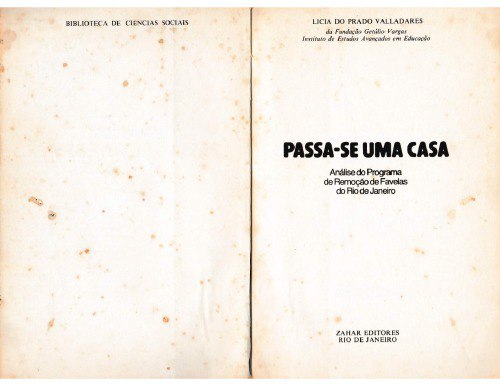 BIBLIOTECA DE CIENCIAS SOCIAIS
LICIA DO PRADO VALLADARES
da Fundação Getúlio Vargas
Instituto de Estudos Avançados em Educação
PASSA-SE UMA CASA
Análise do Programa
de Remoção de Favelas
do Rio de Janeiro
ZAHAR EDITORES
RIO DE JANEIRO